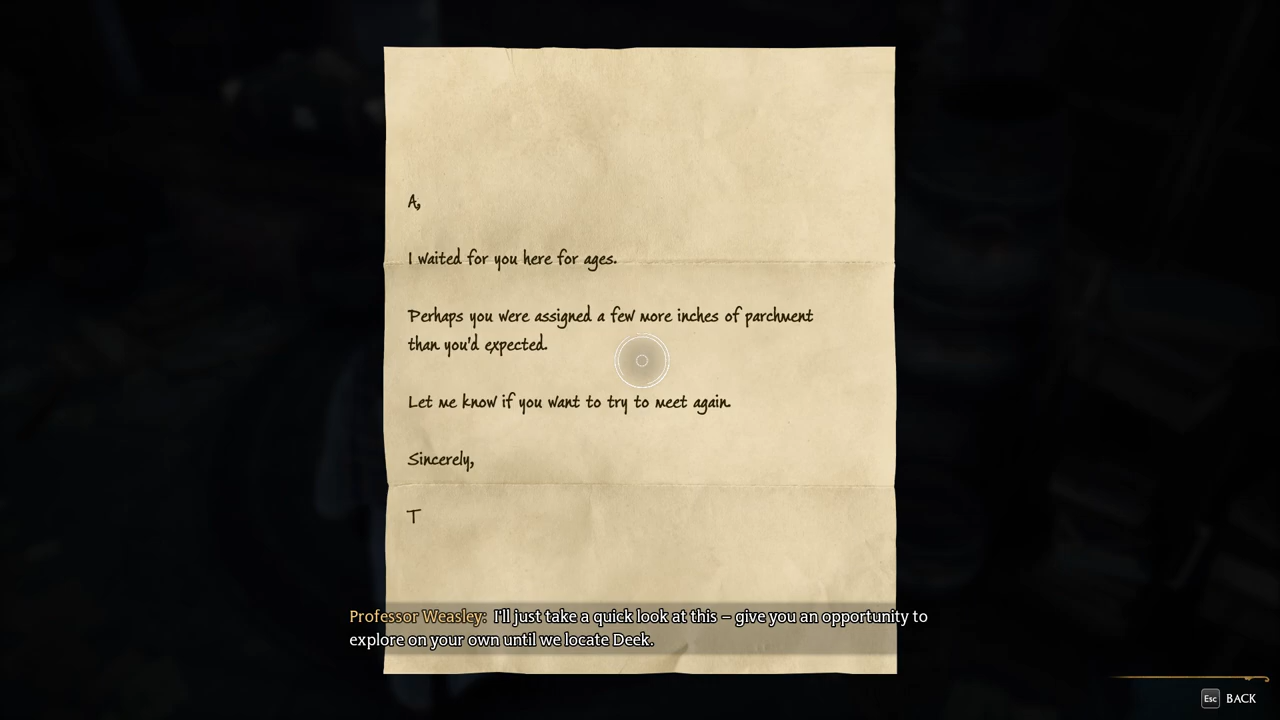 A,
I waited for you here for ages.
Perhaps you were assigned a few more inches of parchment
than you'd expected.
Let me know if you want to try to meet again.
Sincerely,
T
Professor Weasley: I'll just take a quick look at this – give you an opportunity to
explore on your own until we locate Deek.
Esc BACK